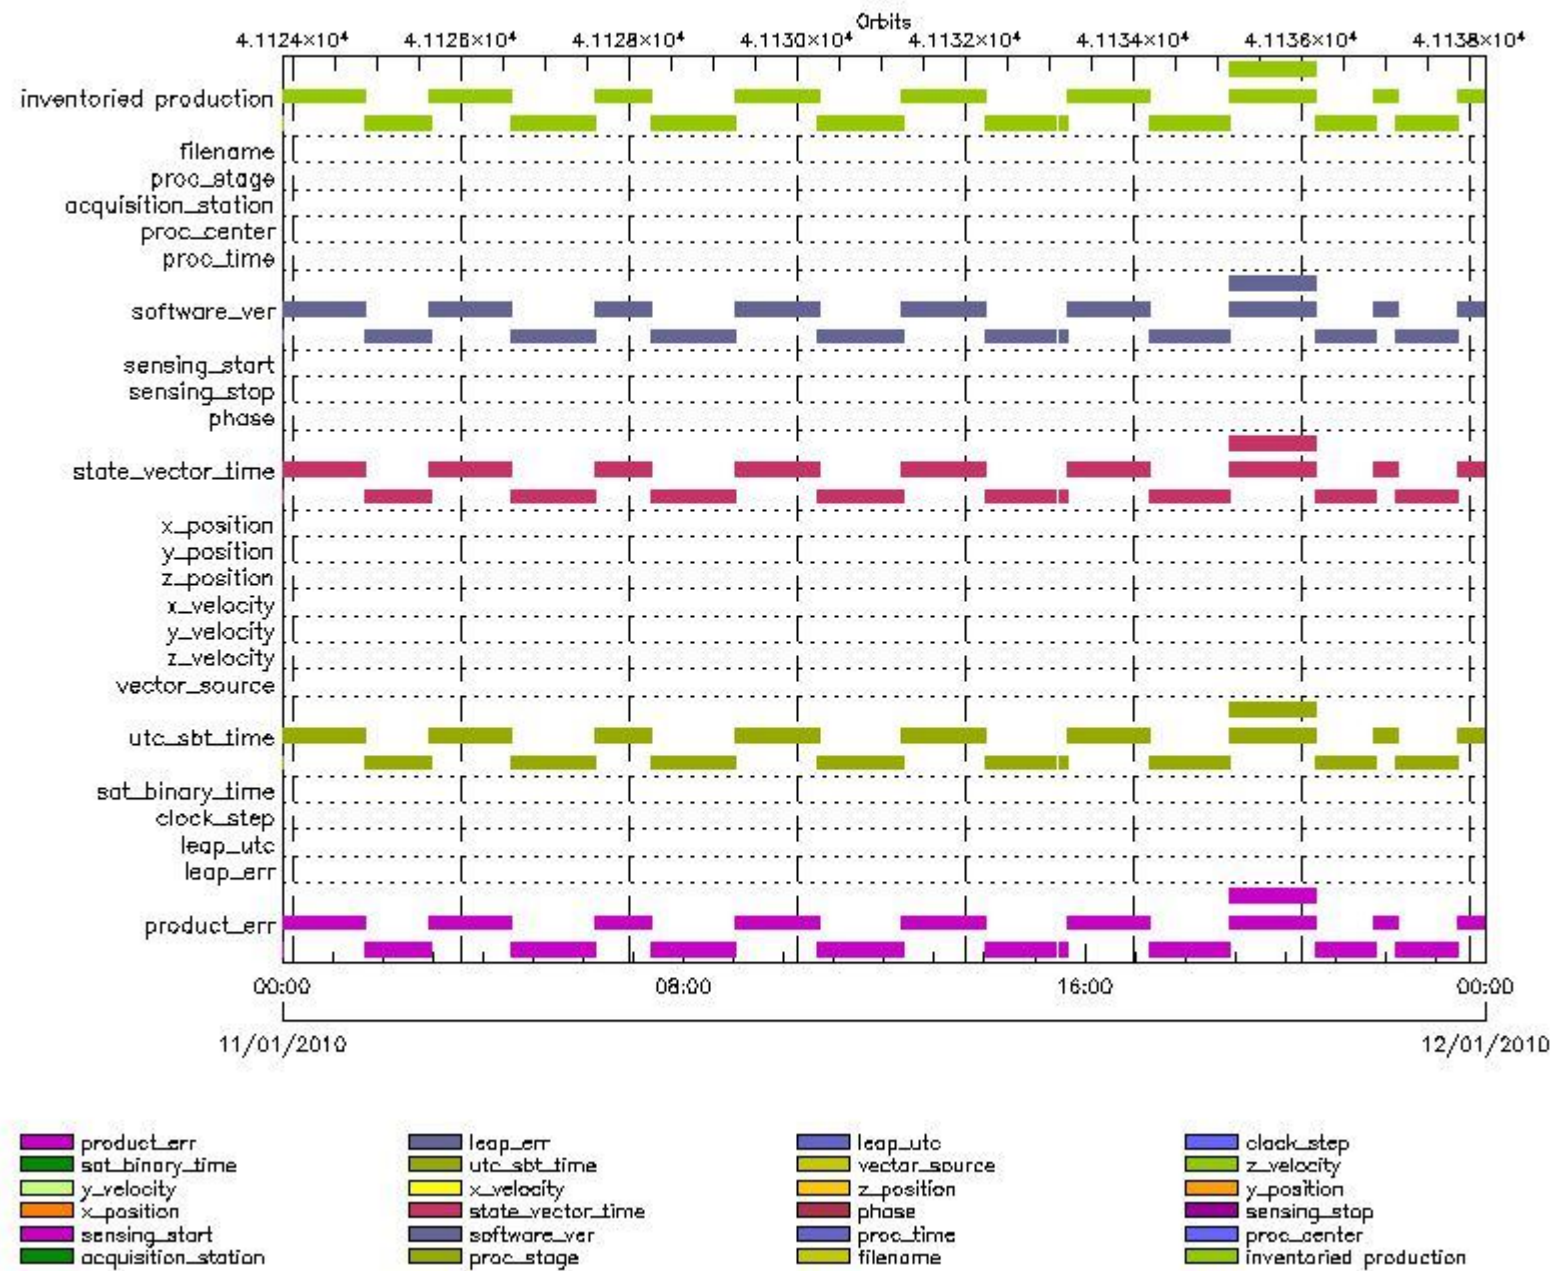 Orbits
4.1124×10⁴ 4.1126×10⁴ 4.1128×10⁴ 4.1130×10⁴ 4.1132×10⁴ 4.1134×10⁴ 4.1136×10⁴ 4.1138×10⁴
inventoried production
filename
proc_stage
acquisition_station
proc_center
proc_time
software_ver
sensing_start
sensing_stop
phase
state_vector_time
x_position
y_position
z_position
x_velocity
y_velocity
z_velocity
vector_source
utc_sbt_time
sat_binary_time
clock_step
leap_utc
leap_err
product_err
00:00 08:00 16:00 00:00
11/01/2010 12/01/2010
product_err leap_err leap_utc clock_step
sat_binary_time utc_sbt_time vector_source z_velocity
y_velocity x_velocity z_position y_position
x_position state_vector_time phase sensing_stop
sensing_start software_ver proc_time proc_center
acquisition_station proc_stage filename inventoried production